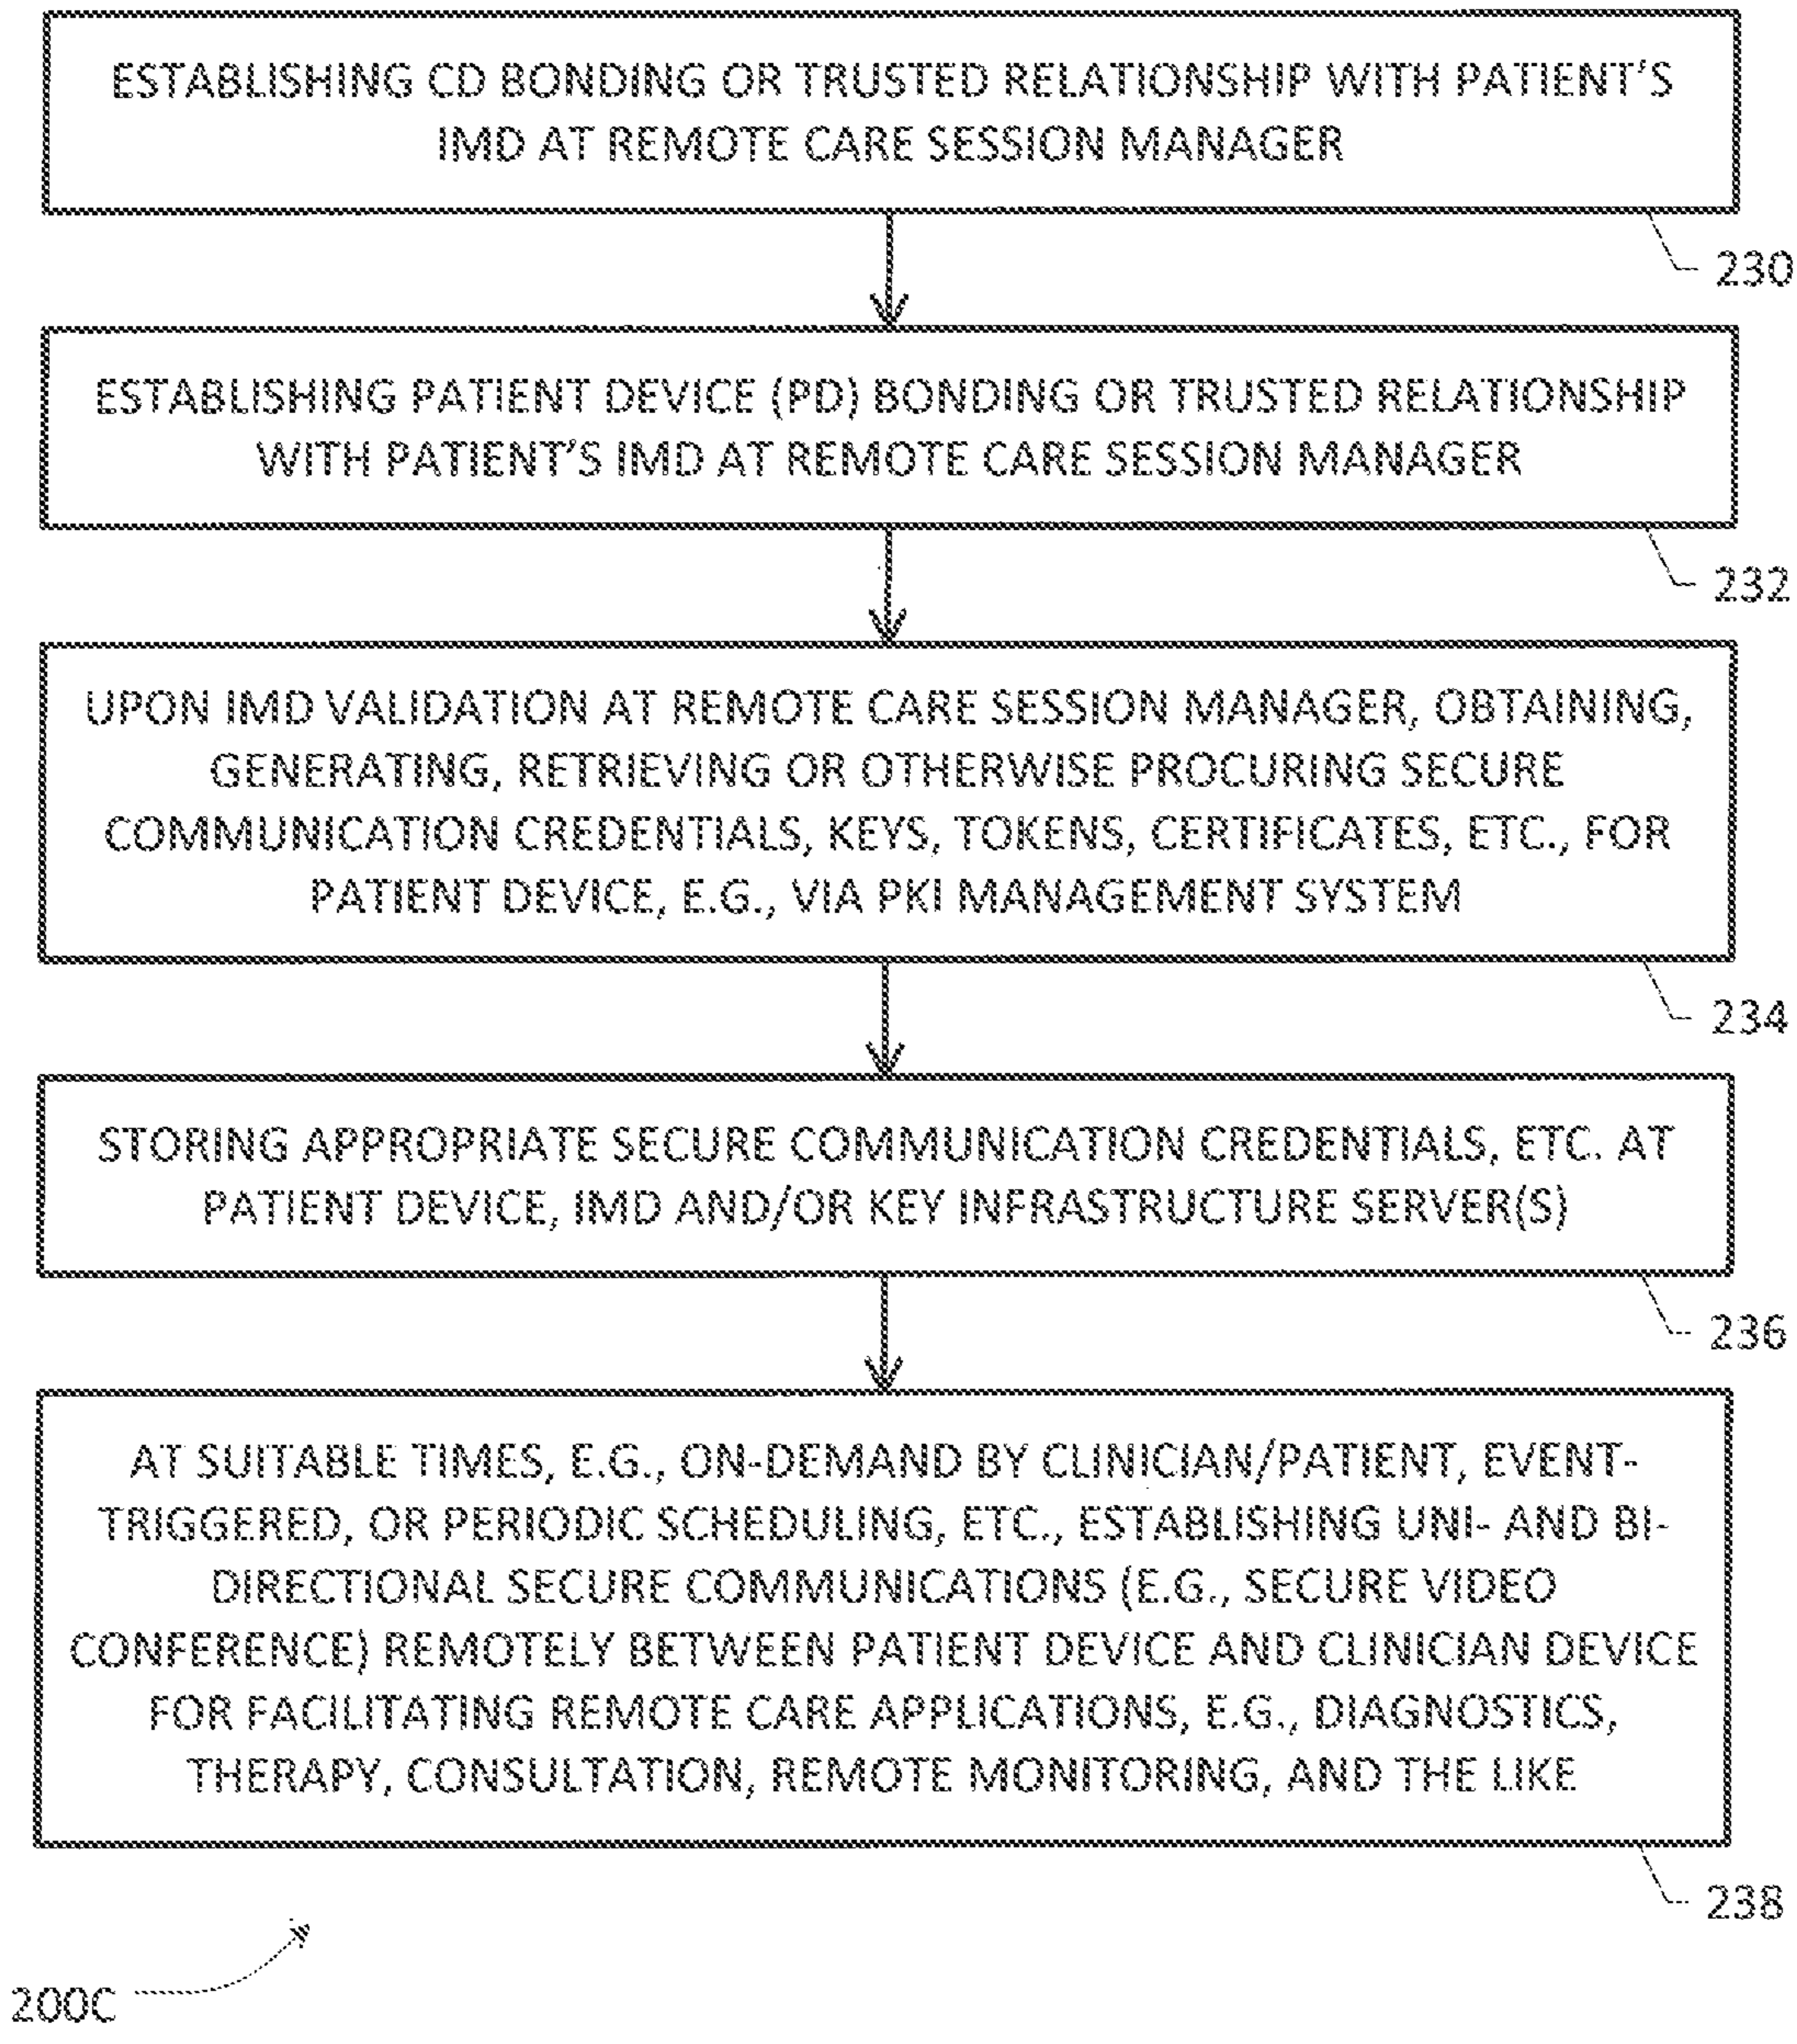 ESTABLISHING CD BONDING OR TRUSTED RELATIONSHIP WITH PATIENT'S
IMD AT REMOTE CARE SESSION MANAGER
230
ESTABLISHING PATIENT DEVICE (PD) BONDING OR TRUSTED RELATIONSHIP
WITH PATIENT'S IMD AT REMOTE CARE SESSION MANAGER
232
UPON IMD VALIDATION AT REMOTE CARE SESSION MANAGER, OBTAINING,
GENERATING, RETRIEVING OR OTHERWISE PROCURING SECURE
COMMUNICATION CREDENTIALS, KEYS, TOKENS, CERTIFICATES, ETC., FOR
PATIENT DEVICE, E.G., VIA PKI MANAGEMENT SYSTEM
234
STORING APPROPRIATE SECURE COMMUNICATION CREDENTIALS, ETC. AT
PATIENT DEVICE, IMD AND/OR KEY INFRASTRUCTURE SERVER(S)
236
AT SUITABLE TIMES, E.G., ON-DEMAND BY CLINICIAN/PATIENT, EVENT-
TRIGGERED, OR PERIODIC SCHEDULING, ETC., ESTABLISHING UNI- AND BI-
DIRECTIONAL SECURE COMMUNICATIONS (E.G., SECURE VIDEO
CONFERENCE) REMOTELY BETWEEN PATIENT DEVICE AND CLINICIAN DEVICE
FOR FACILITATING REMOTE CARE APPLICATIONS, E.G., DIAGNOSTICS,
THERAPY, CONSULTATION, REMOTE MONITORING, AND THE LIKE
238
200C